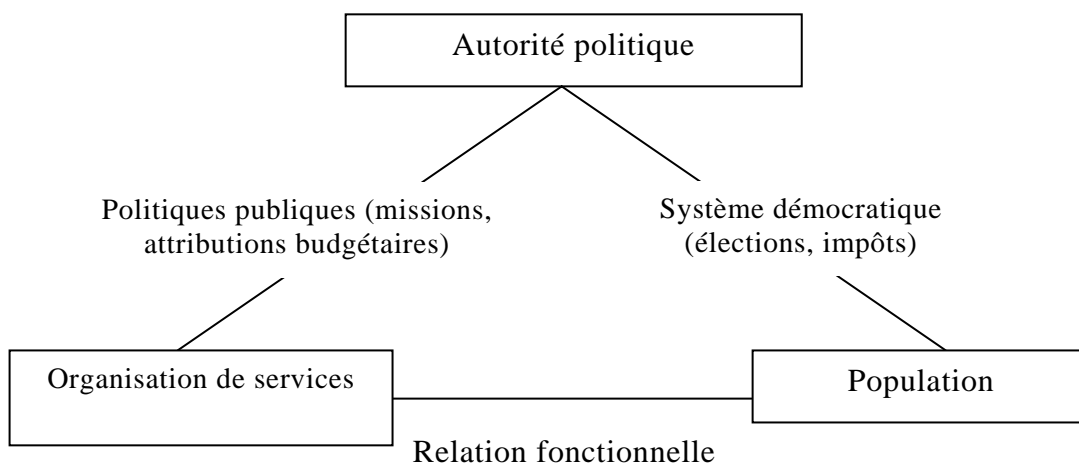 Autorité politique
Politiques publiques (missions,
attributions budgétaires)
Système démocratique
(élections, impôts)
Organisation de services
Population
Relation fonctionnelle